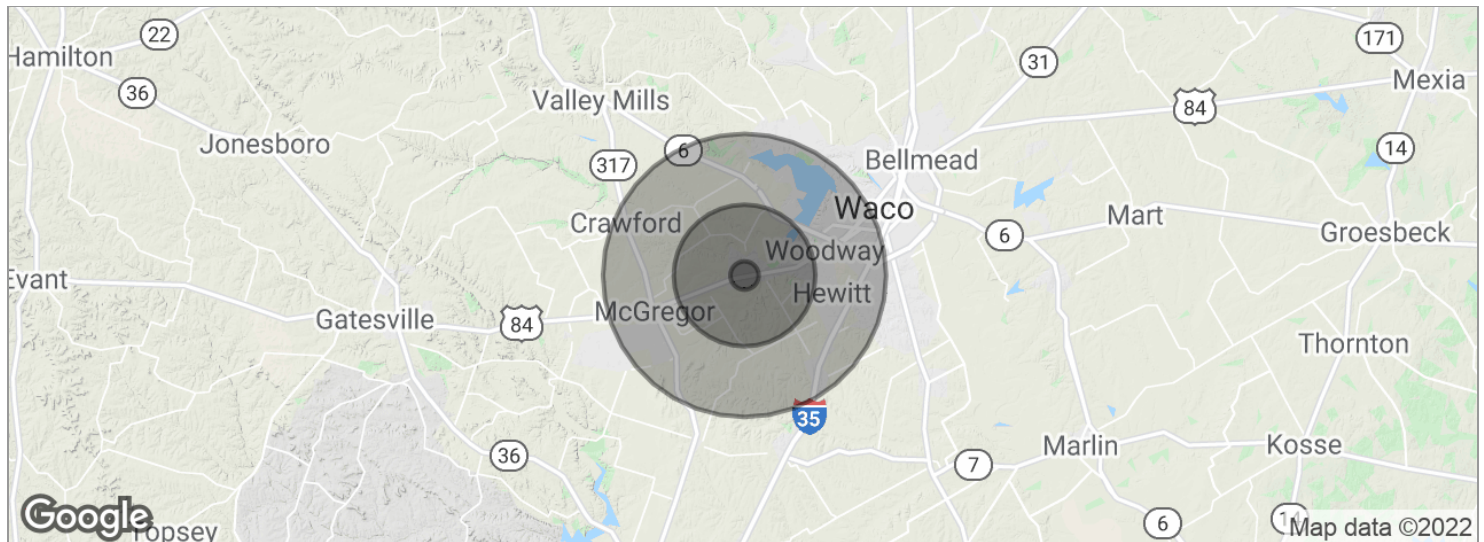 22
171
Hamilton
31
Mexia
36
Valley Mills
84
Jonesboro
6
14
317
Bellmead
Waco
Crawford
Mart
6
Groesbeck
Woodway
Evant
Hewitt
McGregor
Gatesville
84
Thornton
35
Marlin
Kosse
36
7
Google
Topsey
6
14
Map data ©2022